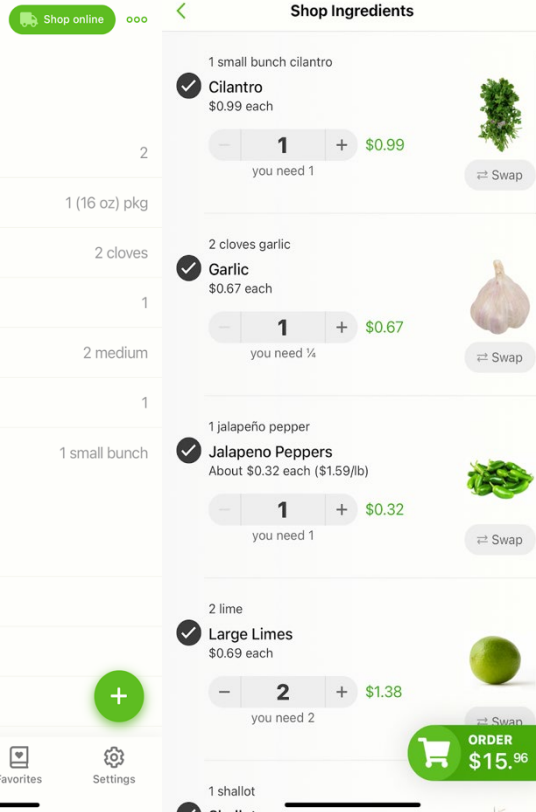 Shop online
2
1 (16 oz) pkg
2 cloves
1
2 medium
1
1 small bunch
+
Settings
Shop Ingredients
1 small bunch cilantro
Cilantro
$0.99 each
− 1 + $0.99
you need 1
Swap
2 cloves garlic
Garlic
$0.67 each
− 1 + $0.67
you need ¼
Swap
1 jalapeño pepper
Jalapeno Peppers
About $0.32 each ($1.59/lb)
− 1 + $0.32
you need 1
Swap
2 lime
Large Limes
$0.69 each
− 2 + $1.38
you need 2
Swap
ORDER
$15.96
1 shallot